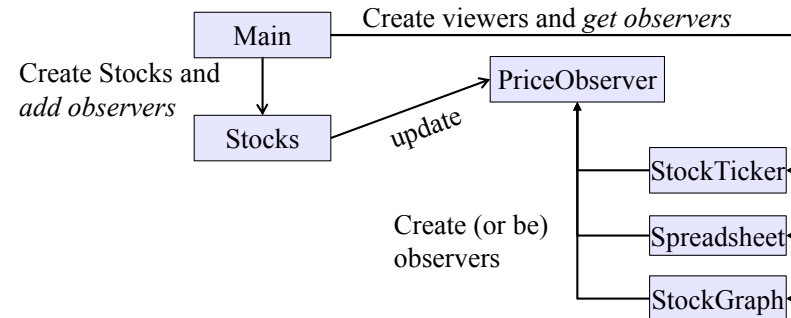 Create viewers and get observers
Main
Create Stocks and
add observers
PriceObserver
Stocks
update
StockTicker
Create (or be)
observers
Spreadsheet
StockGraph